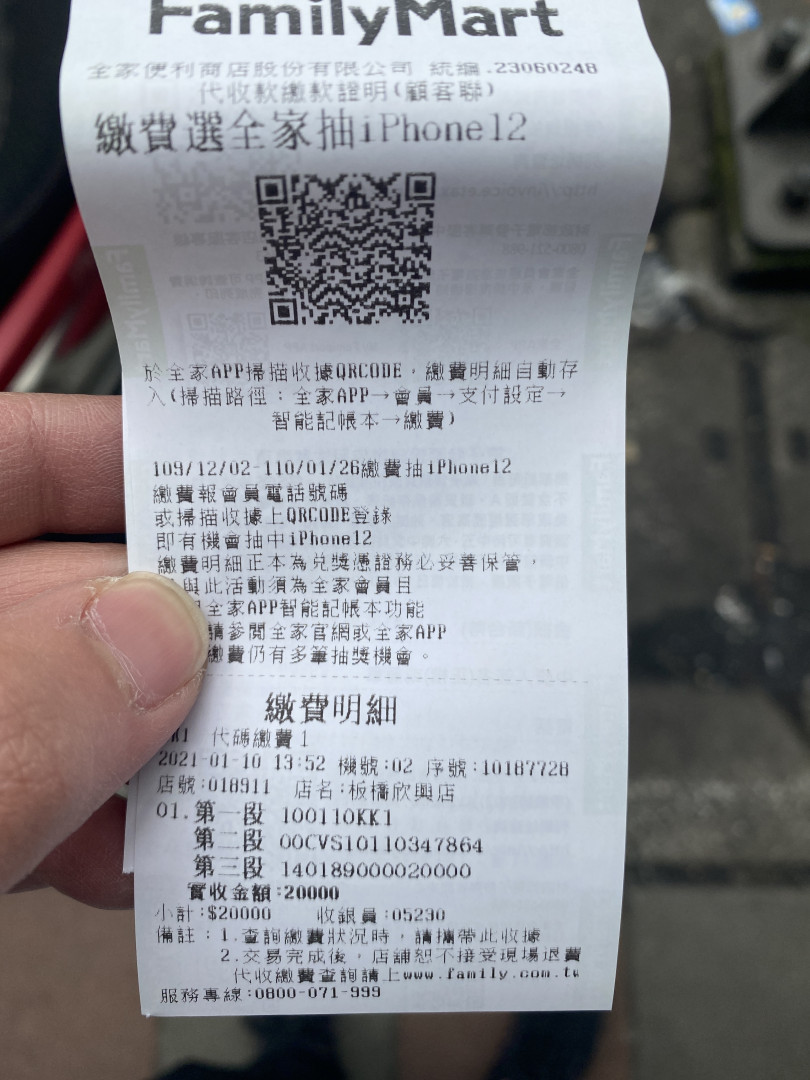 FamilyMart
全家便利商店股份有限公司 統編.23060248
代收款繳款證明(顧客聯)
繳費選全家抽iPhone12
於全家APP掃描收據QRCODE，繳費明細自動存
入(掃描路徑：全家APP→會員→支付設定→
智能記帳本→繳費)
109/12/02-110/01/26繳費抽iPhone12
繳費報會員電話號碼
或掃描收據上QRCODE登錄
即有機會抽中iPhone12
繳費明細正本為兌獎憑證務必妥善保管，
與此活動須為全家會員且
全家APP智能記帳本功能
請參閱全家官網或全家APP
繳費仍有多筆抽獎機會。
繳費明細
K1 代碼繳費1
2021-01-10 13:52 機號:02 序號:10187728
店號:018911 店名:板橋欣興店
01.第一段 100110KK1
第二段 00CVS10110347864
第三段 140189000020000
實收金額:20000
小計:$20000 收銀員:05230
備註：1.查詢繳費狀況時，請攜帶此收據
2.交易完成後，店舖恕不接受現場退費
代收繳費查詢請上www.family.com.tw
服務專線:0800-071-999